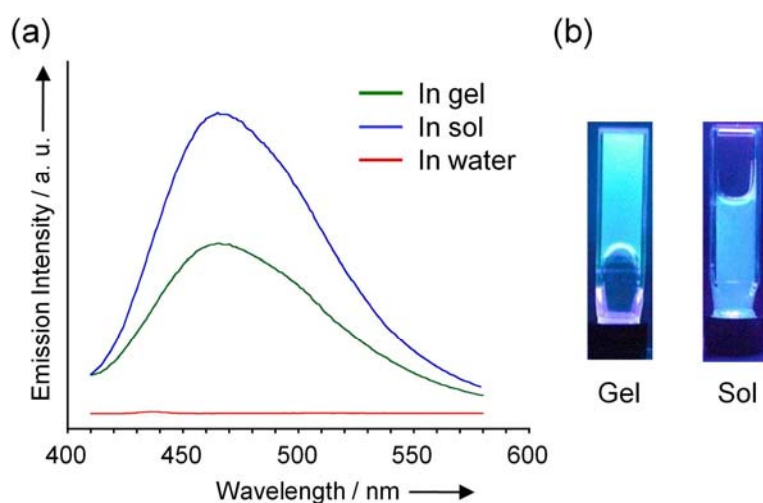 (a)
Emission Intensity / a. u.
In gel
In sol
In water
400
450
500
550
600
Wavelength / nm
(b)
Gel
Sol